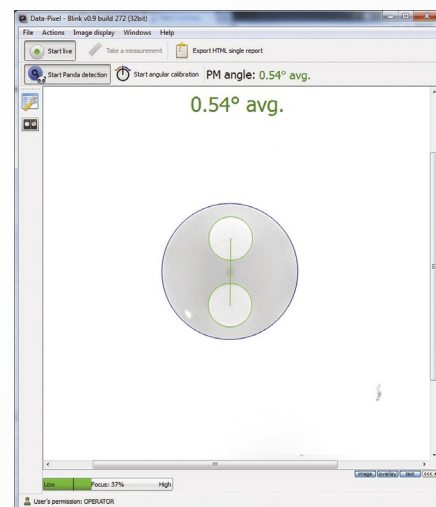 Data-Pixel - Blink v0.9 build 272 (32bit)
File Actions Image display Windows Help
Start live Take a measurement Export HTML single report
Start Panda detection Start angular calibration PM angle: 0.54° avg.
0.54° avg.
image overlay text <<<
Low Focus: 37% High
User's permission: OPERATOR